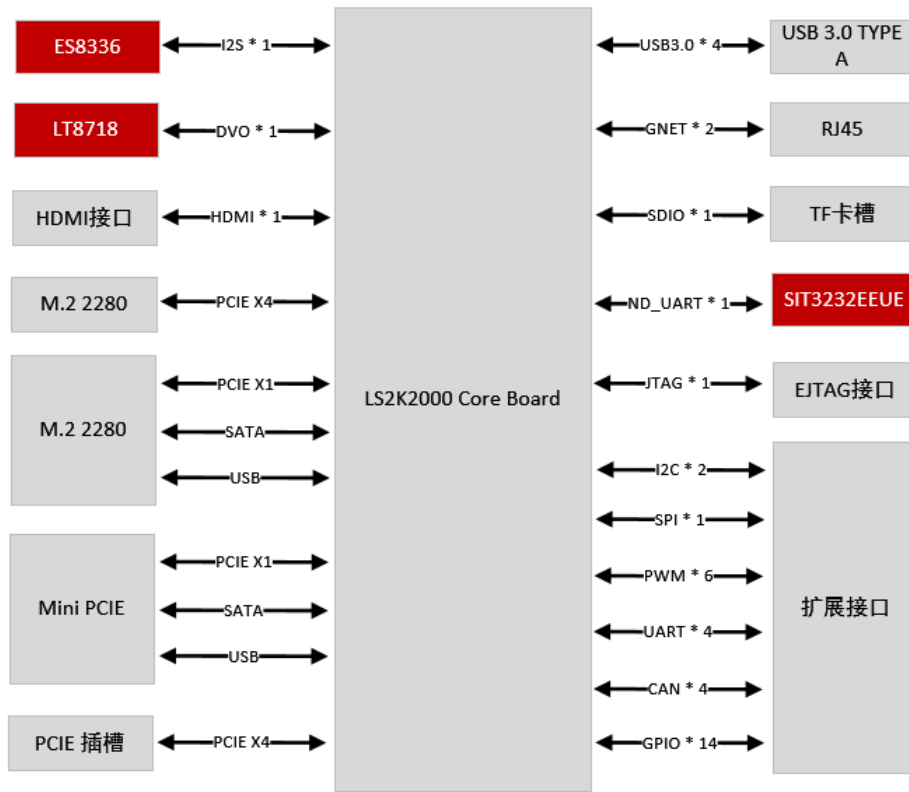 ES8336
I2S * 1
LT8718
DVO * 1
HDMI接口
HDMI * 1
M.2 2280
PCIE X4
M.2 2280
PCIE X1
SATA
USB
Mini PCIE
PCIE X1
SATA
USB
PCIE 插槽
PCIE X4
LS2K2000 Core Board
USB3.0 * 4
USB 3.0 TYPE
A
GNET * 2
RJ45
SDIO * 1
TF卡槽
ND_UART * 1
SIT3232EEUE
JTAG * 1
EJTAG接口
I2C * 2
SPI * 1
PWM * 6
UART * 4
CAN * 4
GPIO * 14
扩展接口